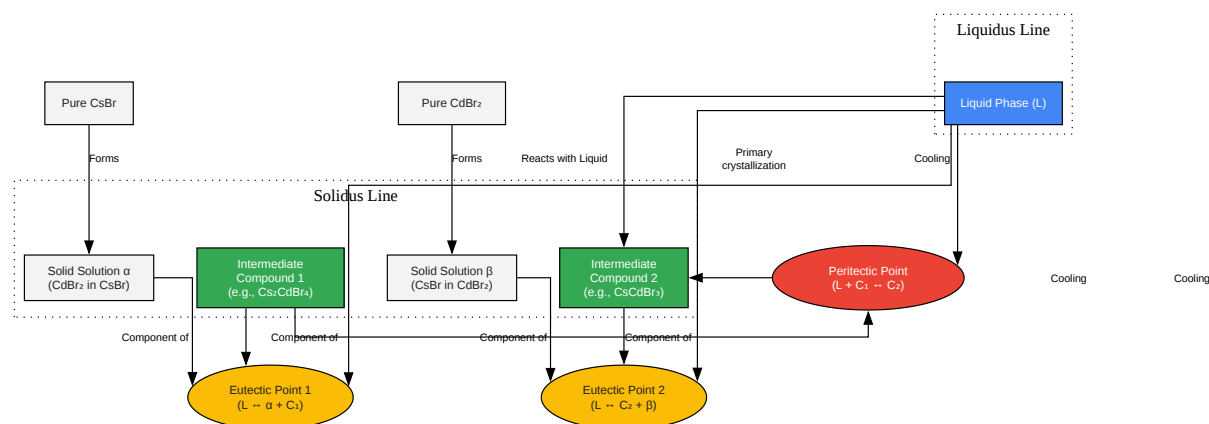 Liquidus Line
Pure CsBr
Pure CdBr₂
Liquid Phase (L)
Forms
Forms
Reacts with Liquid
Primary
crystallization
Cooling
Solidus Line
Solid Solution α
(CdBr₂ in CsBr)
Intermediate
Compound 1
(e.g., Cs₂CdBr₄)
Solid Solution β
(CsBr in CdBr₂)
Intermediate
Compound 2
(e.g., CsCdBr₃)
Peritectic Point
(L + C₁ ↔ C₂)
Cooling
Cooling
Component of
Component of
Component of
Component of
Eutectic Point 1
(L ↔ α + C₁)
Eutectic Point 2
(L ↔ C₂ + β)